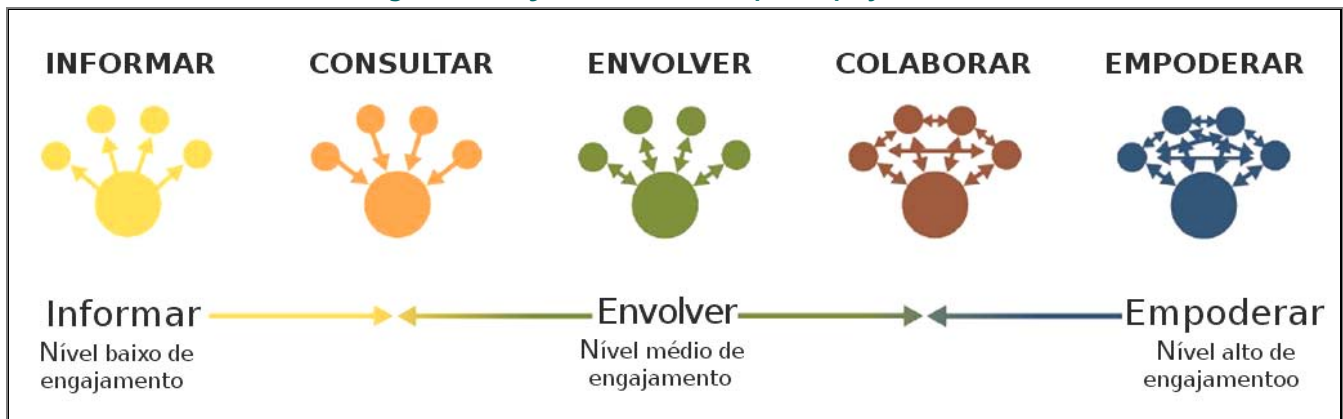 INFORMAR CONSULTAR ENVOLVER COLABORAR EMPODERAR
Informar Envolver Empoderar
Nível baixo de Nível médio de Nível alto de
engajamento engajamento engajamentoo